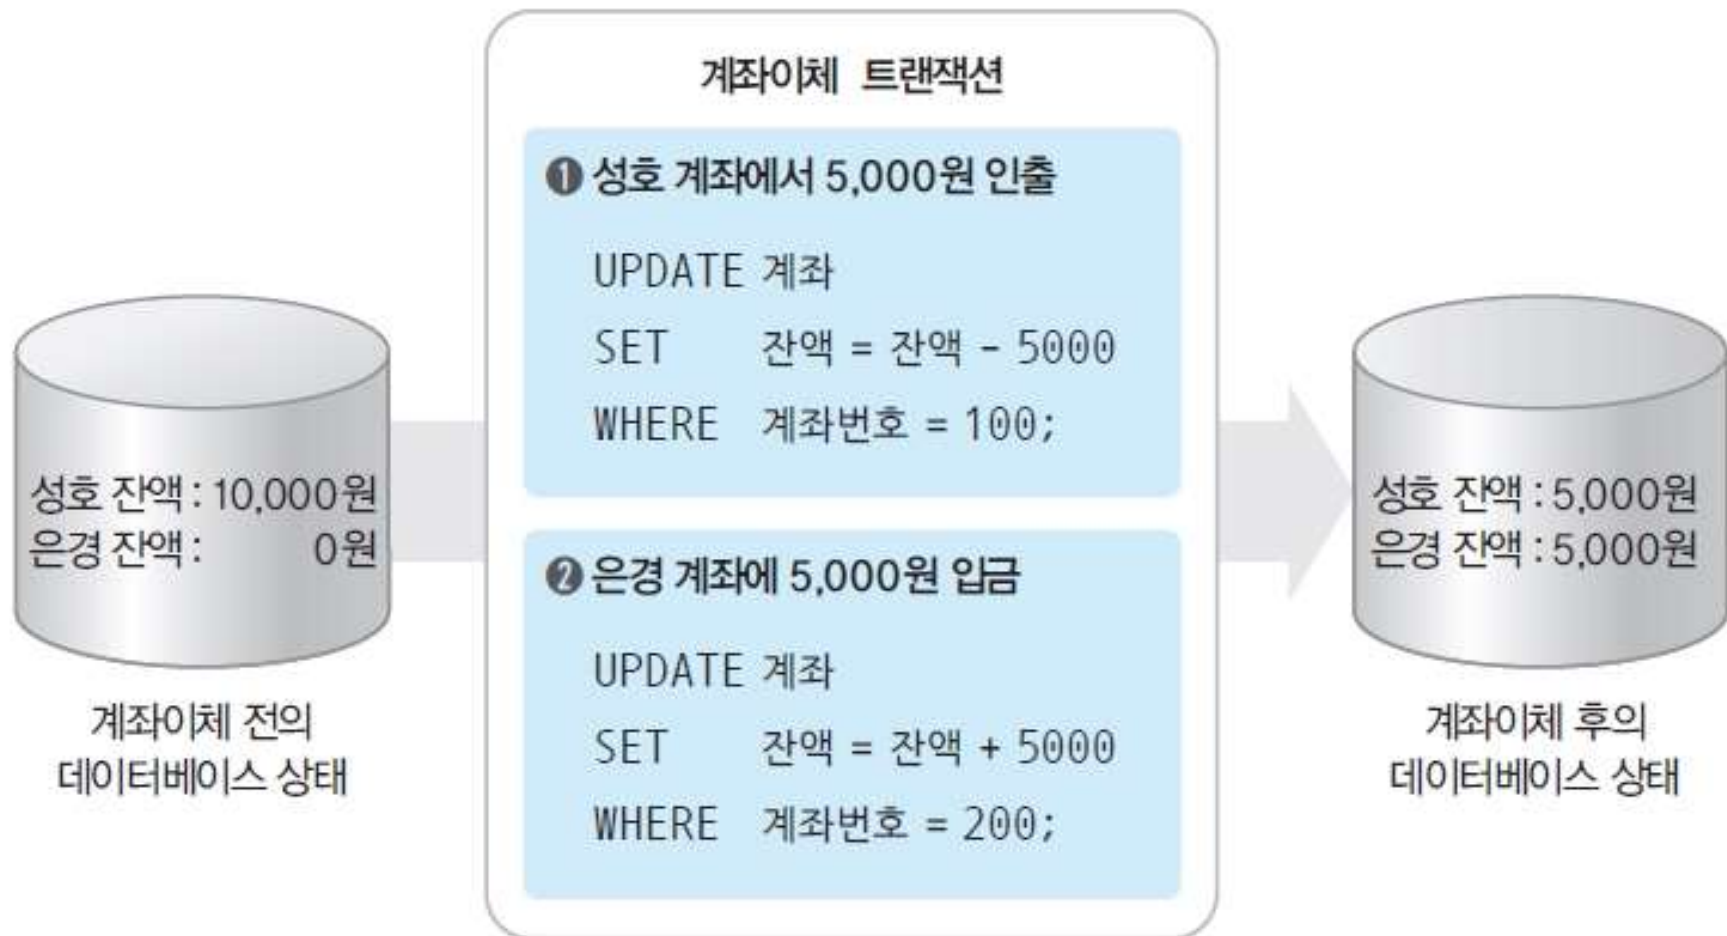 계좌이체 트랜잭션
❶ 성호 계좌에서 5,000원 인출
UPDATE 계좌
SET 잔액 = 잔액 - 5000
WHERE 계좌번호 = 100;
❷ 은경 계좌에 5,000원 입금
UPDATE 계좌
SET 잔액 = 잔액 + 5000
WHERE 계좌번호 = 200;
성호 잔액 : 10,000원
은경 잔액 : 0원
계좌이체 전의
데이터베이스 상태
성호 잔액 : 5,000원
은경 잔액 : 5,000원
계좌이체 후의
데이터베이스 상태